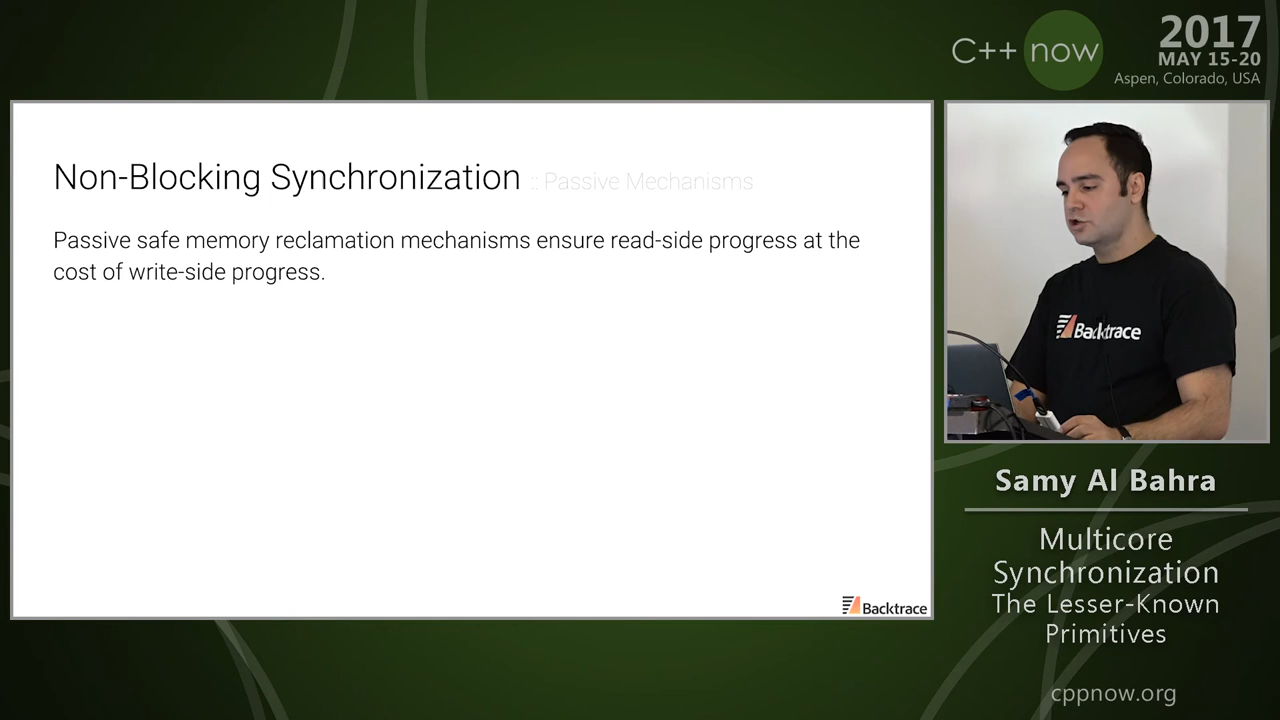 C++ now
2017
MAY 15-20
Aspen, Colorado, USA
Non-Blocking Synchronization :: Passive Mechanisms
Passive safe memory reclamation mechanisms ensure read-side progress at the
cost of write-side progress.
Backtrace
Backtrace
Samy Al Bahra
Multicore
Synchronization
The Lesser-Known
Primitives
cppnow.org